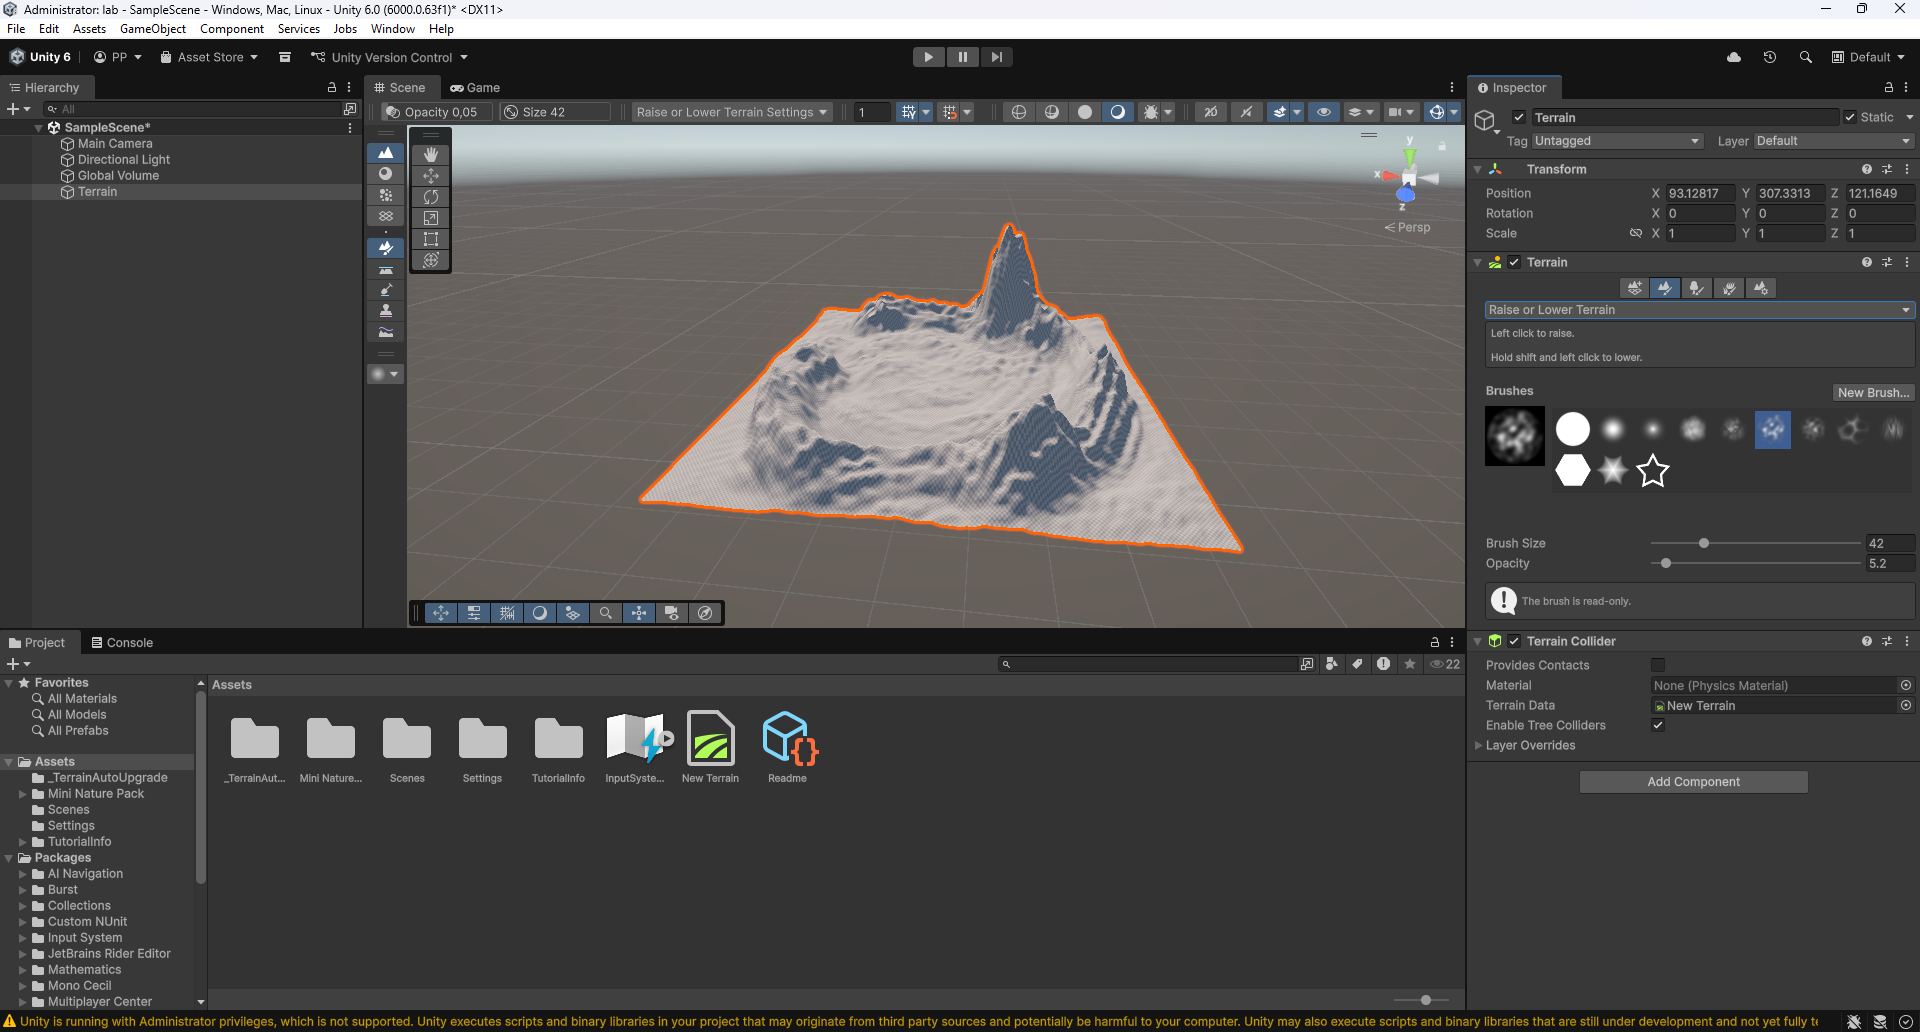 Administrator: lab - SampleScene - Windows, Mac, Linux - Unity 6.0 (6000.0.63f1)* <DX11>
File Edit Assets GameObject Component Services Jobs Window Help
Unity 6 PP Asset Store Unity Version Control Default
Hierarchy
All
SampleScene*
Main Camera
Directional Light
Global Volume
Terrain
Scene Game
Opacity 0,05 Size 42 Raise or Lower Terrain Settings 1 2D
y
x
z
Persp
Inspector
Terrain Static
Tag Untagged Layer Default
Transform
Position X 93.12817 Y 307.3313 Z 121.1649
Rotation X 0 Y 0 Z 0
Scale X 1 Y 1 Z 1
Terrain
Raise or Lower Terrain
Left click to raise.
Hold shift and left click to lower.
Brushes New Brush...
Brush Size 42
Opacity 5.2
The brush is read-only.
Terrain Collider
Provides Contacts
Material None (Physics Material)
Terrain Data New Terrain
Enable Tree Colliders
Layer Overrides
Add Component
Project Console
22
Favorites
All Materials
All Models
All Prefabs
Assets
_TerrainAutoUpgrade
Mini Nature Pack
Scenes
Settings
TutorialInfo
Packages
AI Navigation
Burst
Collections
Custom NUnit
Input System
JetBrains Rider Editor
Mathematics
Mono Cecil
Multiplayer Center
Assets
_TerrainAut... Mini Nature... Scenes Settings TutorialInfo InputSyste... New Terrain Readme
Unity is running with Administrator privileges, which is not supported. Unity executes scripts and binary libraries in your project that may originate from third party sources and potentially be harmful to your computer. Unity may also execute scripts and binary libraries that are still under development and not yet fully te